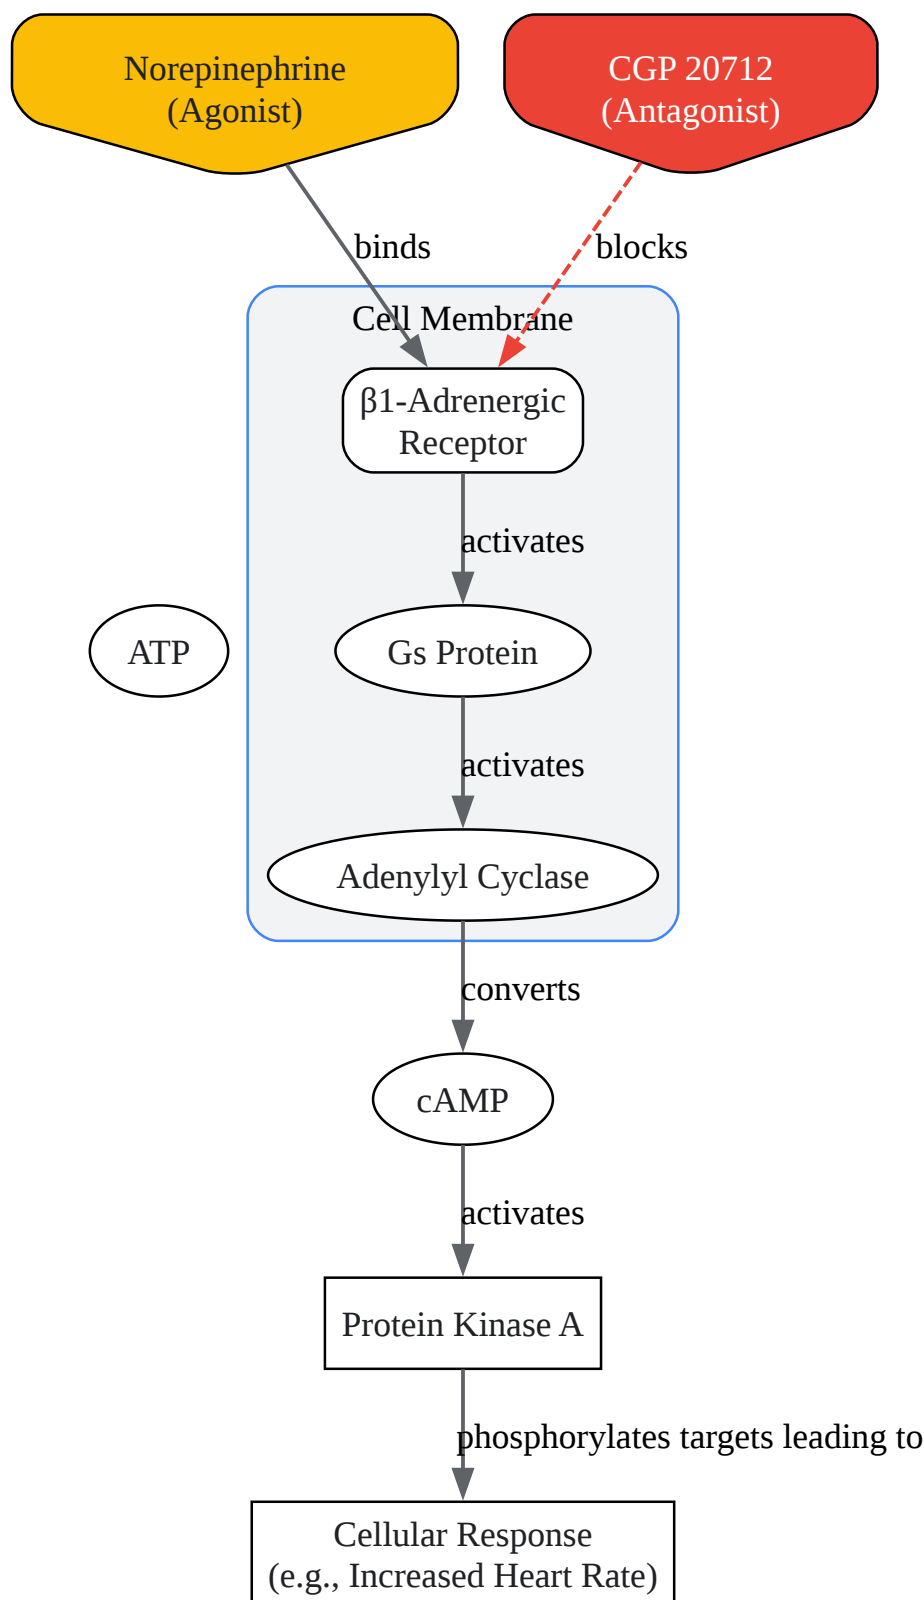 Norepinephrine
(Agonist)
CGP 20712
(Antagonist)
binds
blocks
Cell Membrane
β1-Adrenergic
Receptor
activates
ATP
Gs Protein
activates
Adenylyl Cyclase
converts
cAMP
activates
Protein Kinase A
phosphorylates targets leading to
Cellular Response
(e.g., Increased Heart Rate)